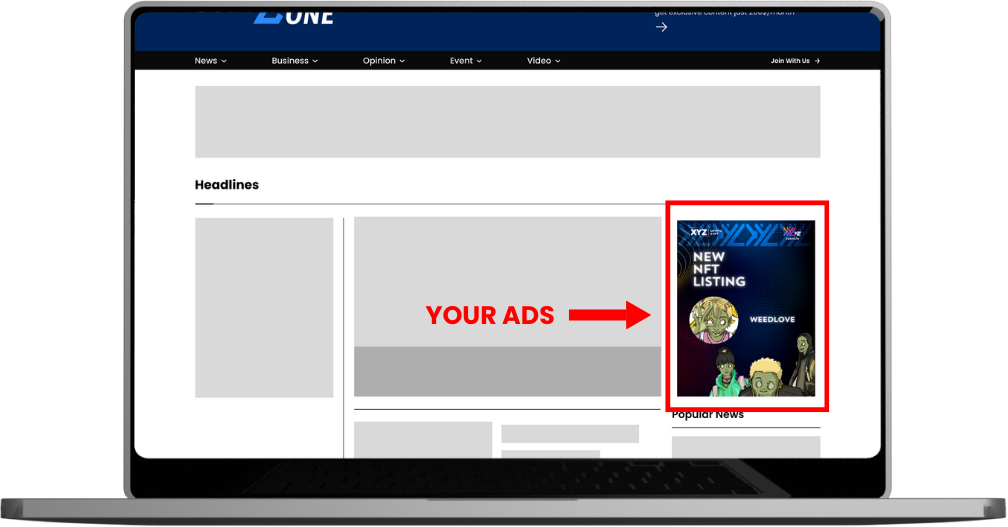 ZONE
get exclusive content just 200$/month
News
Business
Opinion
Event
Video
Join With Us
Headlines
XYZ
NEW
NFT
LISTING
WEEDLOVE
YOUR ADS
Popular News